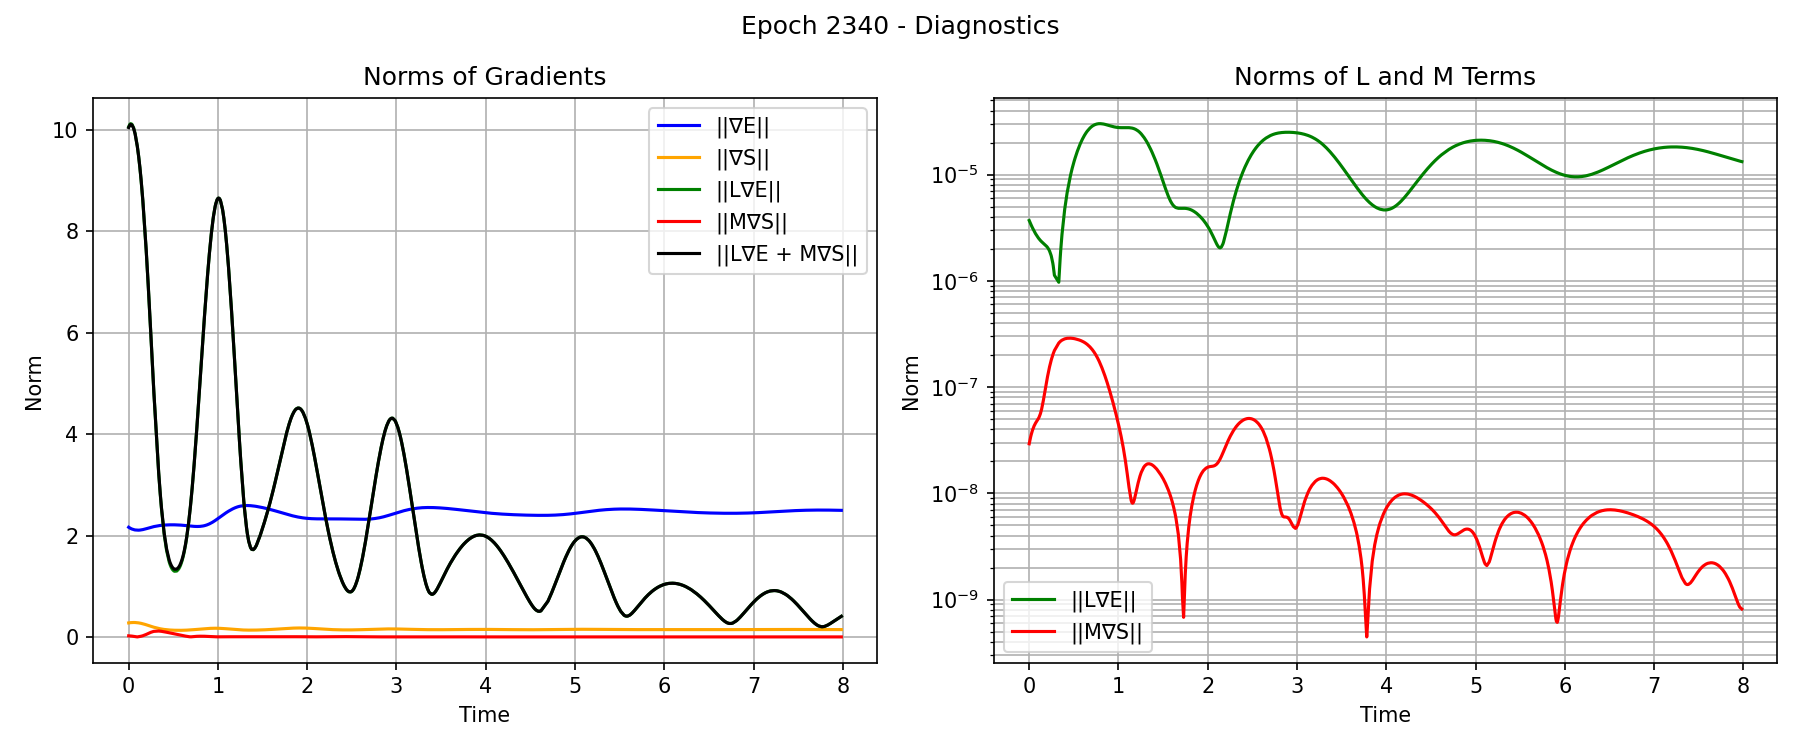 Epoch 2340 - Diagnostics
Norms of Gradients
Norm
10
8
6
4
2
0
0 1 2 3 4 5 6 7 8
Time
||∇E||
||∇S||
||L∇E||
||M∇S||
||L∇E + M∇S||
Norms of L and M Terms
Norm
10⁻⁵
10⁻⁶
10⁻⁷
10⁻⁸
10⁻⁹
0 1 2 3 4 5 6 7 8
Time
||L∇E||
||M∇S||